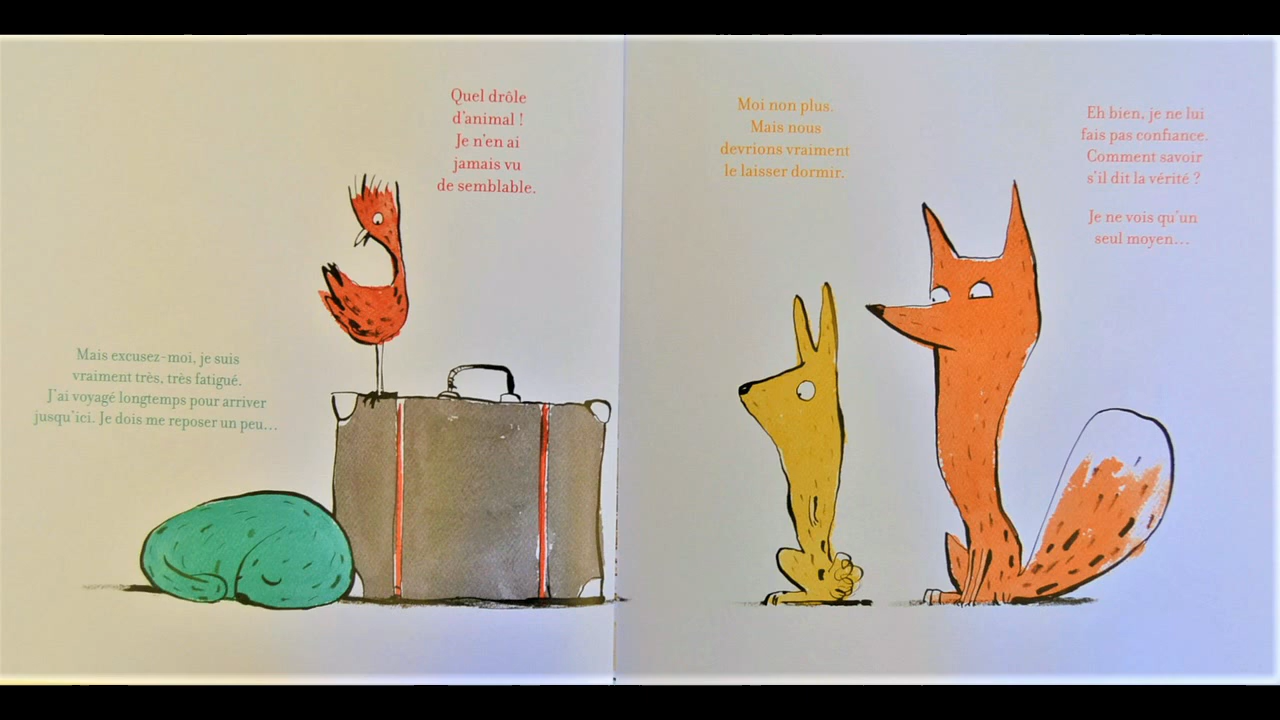 Mais excusez-moi, je suis
vraiment très, très fatigué.
J'ai voyagé longtemps pour arriver
jusqu'ici. Je dois me reposer un peu...
Quel drôle
d'animal !
Je n'en ai
jamais vu
de semblable.
Moi non plus.
Mais nous
devrions vraiment
le laisser dormir.
Eh bien, je ne lui
fais pas confiance.
Comment savoir
s'il dit la vérité ?
Je ne vois qu'un
seul moyen...